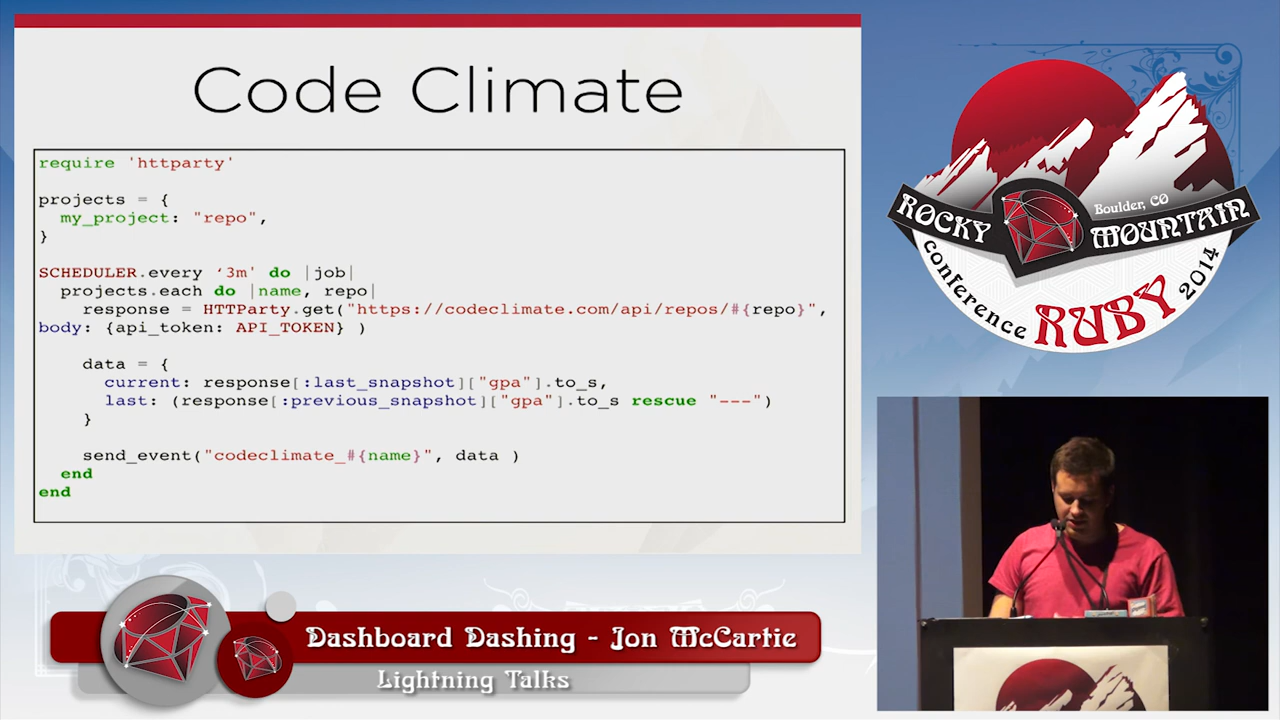 Code Climate
require 'httparty'
projects = {
  my_project: "repo",
}
SCHEDULER.every ‘3m' do |job|
  projects.each do |name, repo|
    response = HTTParty.get("https://codeclimate.com/api/repos/#{repo}",
body: {api_token: API_TOKEN} )
    data = {
      current: response[:last_snapshot]["gpa"].to_s,
      last: (response[:previous_snapshot]["gpa"].to_s rescue "---")
    }
    send_event("codeclimate_#{name}", data )
  end
end
Boulder, CO
ROCKY MOUNTAIN
conference RUBY 2014
Dashboard Dashing - Jon McCartie
Lightning Talks